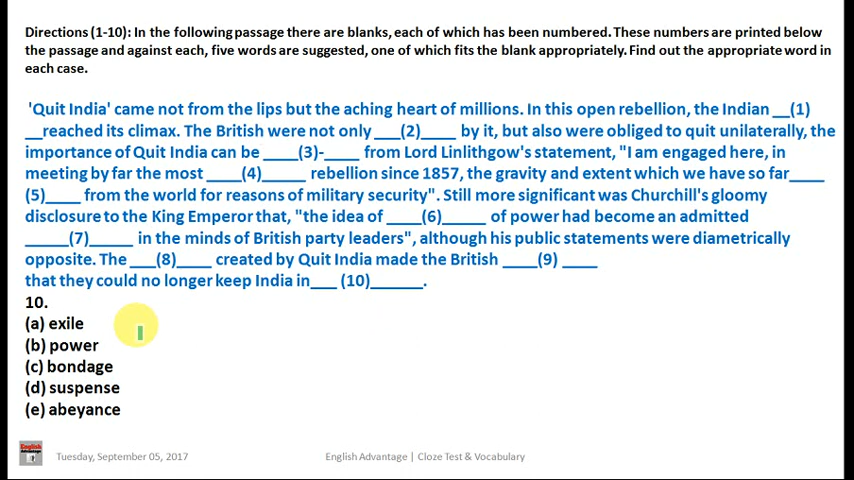 Directions (1-10): In the following passage there are blanks, each of which has been numbered. These numbers are printed below
the passage and against each, five words are suggested, one of which fits the blank appropriately. Find out the appropriate word in
each case.
'Quit India' came not from the lips but the aching heart of millions. In this open rebellion, the Indian __(1)
__reached its climax. The British were not only ___(2)____ by it, but also were obliged to quit unilaterally, the
importance of Quit India can be ____(3)-____ from Lord Linlithgow's statement, "I am engaged here, in
meeting by far the most ____(4)_____ rebellion since 1857, the gravity and extent which we have so far____
(5)____ from the world for reasons of military security". Still more significant was Churchill's gloomy
disclosure to the King Emperor that, "the idea of ____(6)_____ of power had become an admitted
_____(7)_____ in the minds of British party leaders", although his public statements were diametrically
opposite. The ___(8)____ created by Quit India made the British ____(9) ____
that they could no longer keep India in___ (10)______.
10.
(a) exile
(b) power
(c) bondage
(d) suspense
(e) abeyance
Tuesday, September 05, 2017
English Advantage | Cloze Test & Vocabulary